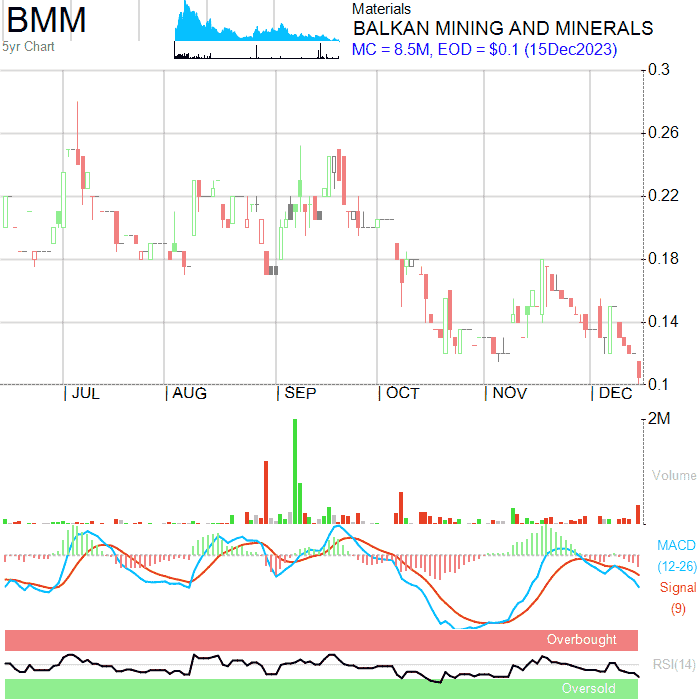 BMM
5yr Chart
Materials
BALKAN MINING AND MINERALS
MC = 8.5M, EOD = $0.1 (15Dec2023)
0.3
0.26
0.22
0.18
0.14
0.1
JUL AUG SEP OCT NOV DEC
2M
Volume
MACD
(12-26)
Signal
(9)
Overbought
RSI(14)
Oversold